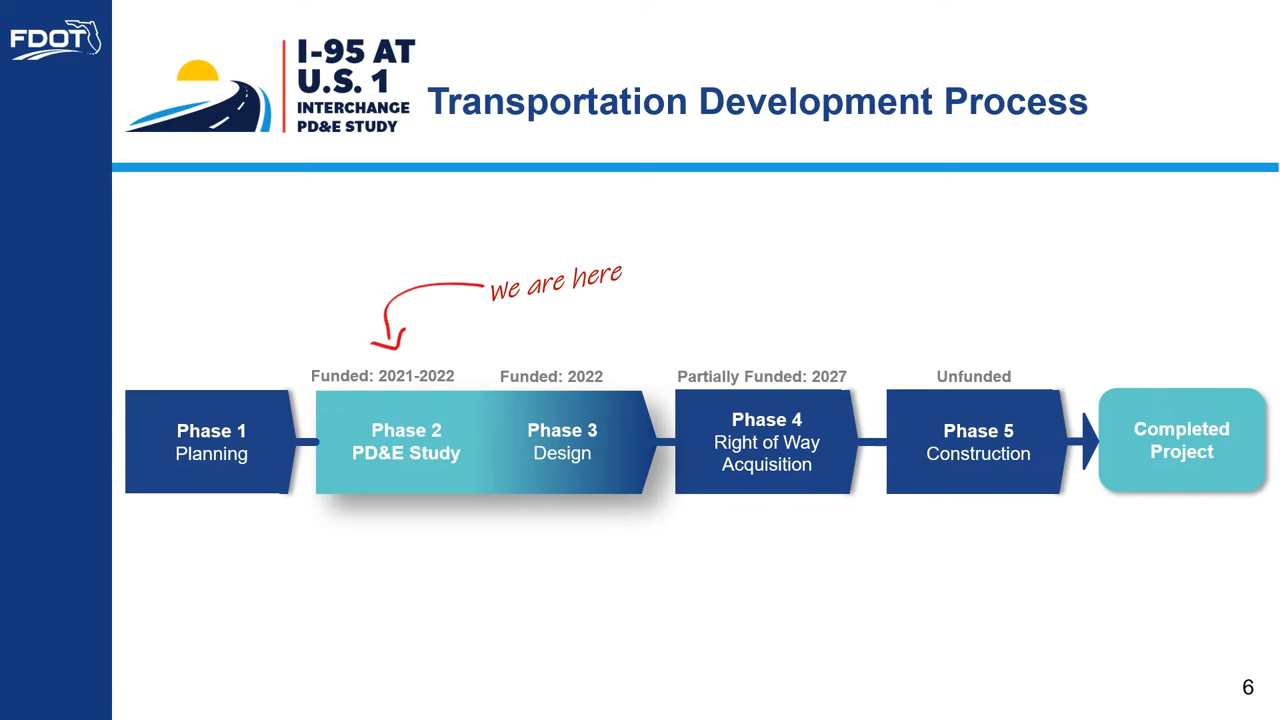 FDOT
I-95 AT
U.S. 1
INTERCHANGE
PD&E STUDY
Transportation Development Process
we are here
Funded: 2021-2022
Funded: 2022
Partially Funded: 2027
Unfunded
Phase 1
Planning
Phase 2
PD&E Study
Phase 3
Design
Phase 4
Right of Way
Acquisition
Phase 5
Construction
Completed
Project
6